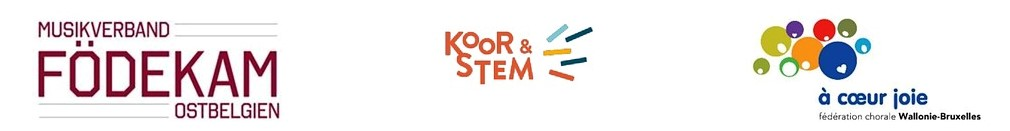 MUSIKVERBAND
FÖDEKAM
OSTBELGIEN
KOOR &
STEM
à cœur joie
fédération chorale Wallonie-Bruxelles